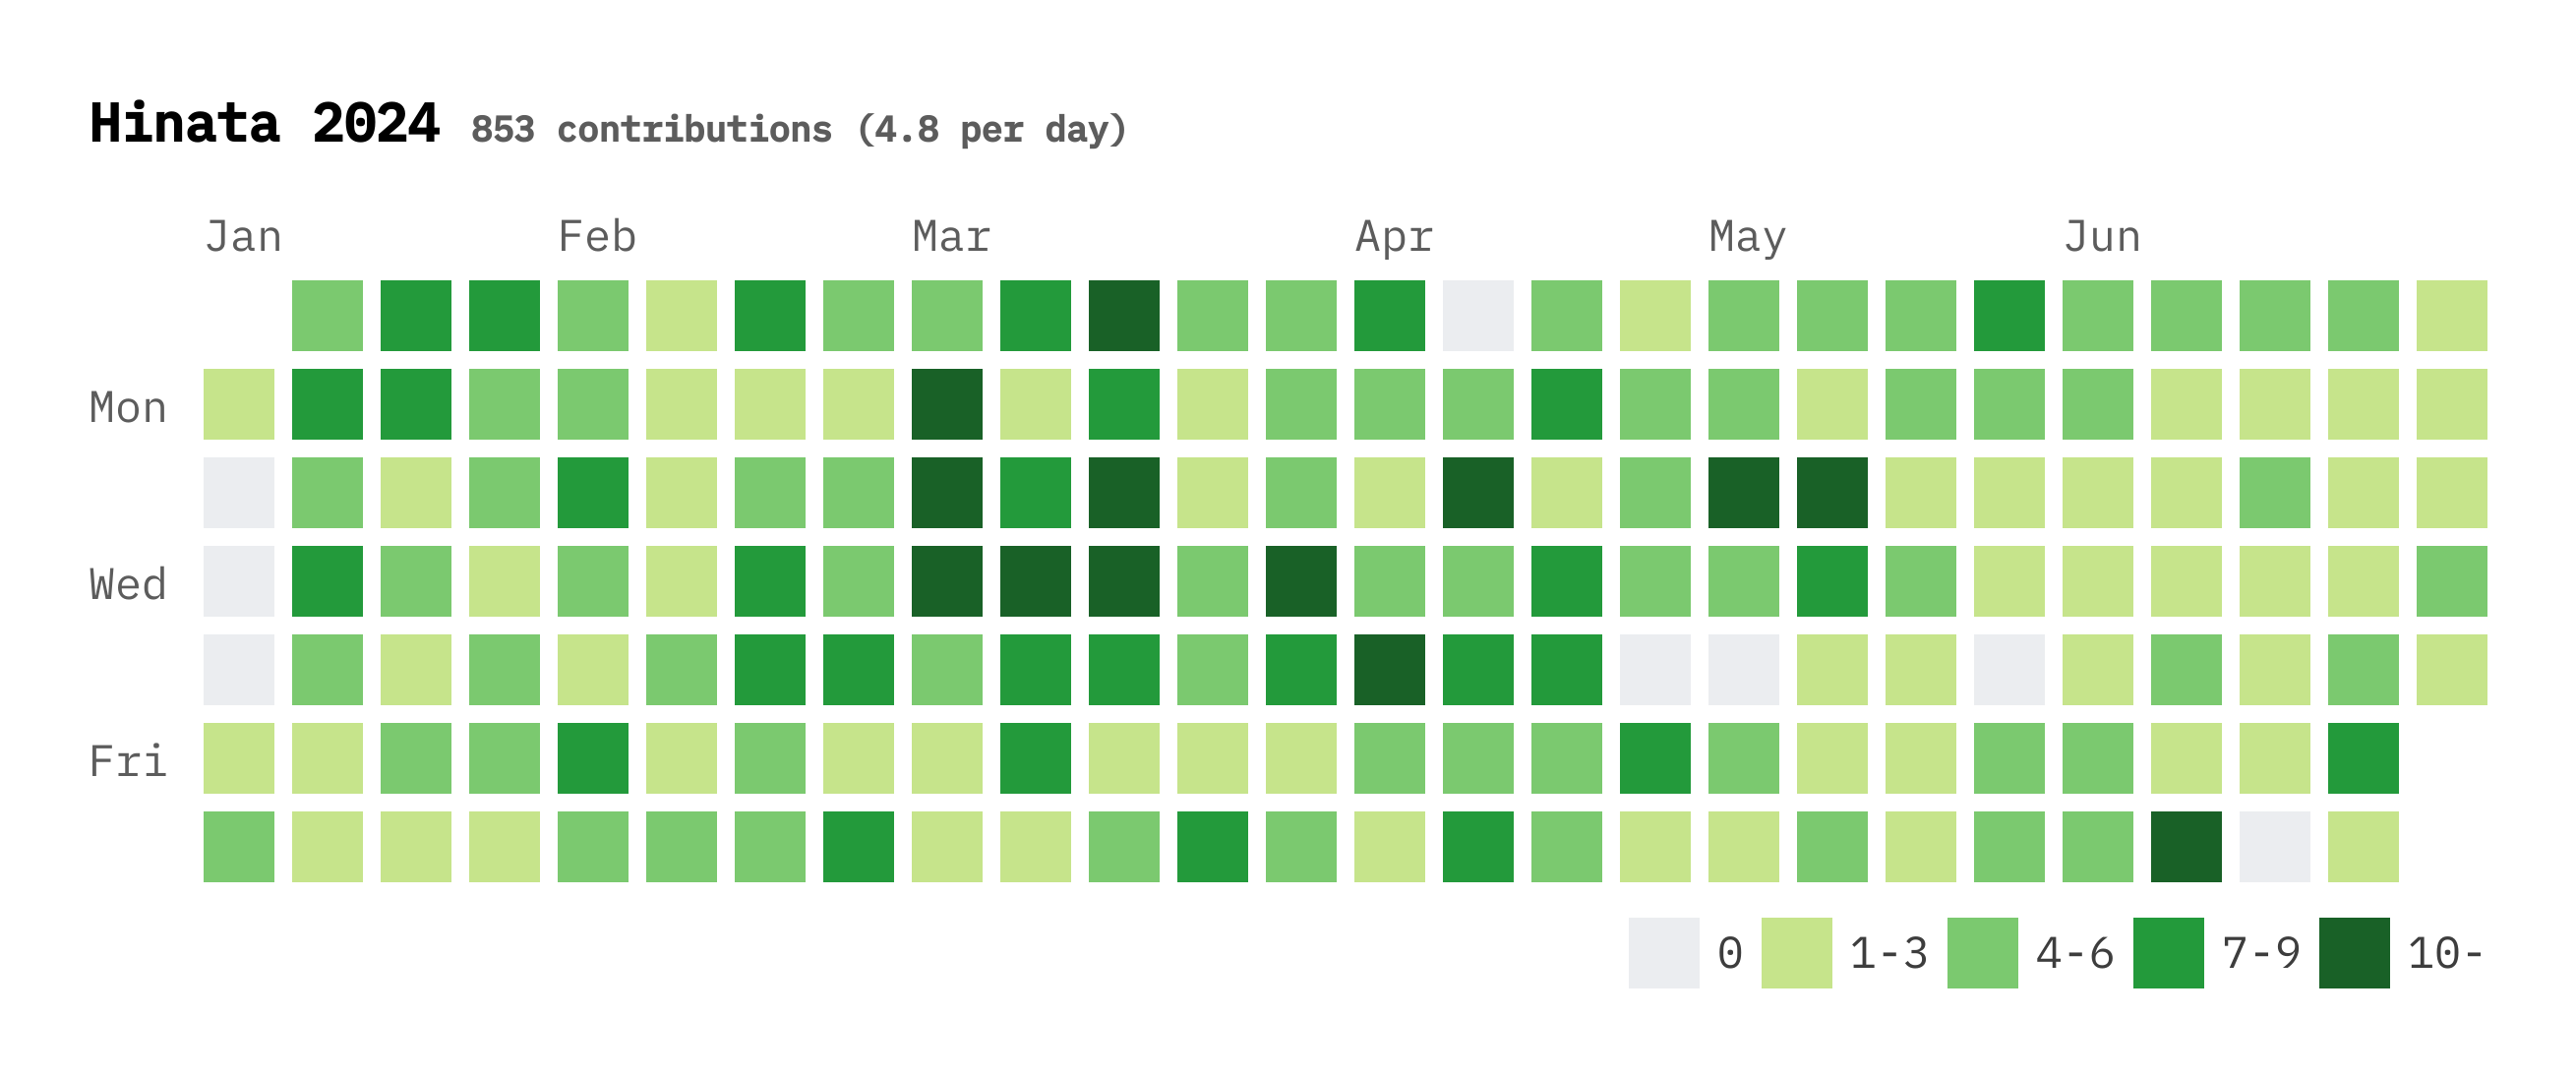 Hinata 2024 853 contributions (4.8 per day)
Jan Feb Mar Apr May Jun
Mon
Wed
Fri
0 1-3 4-6 7-9 10-